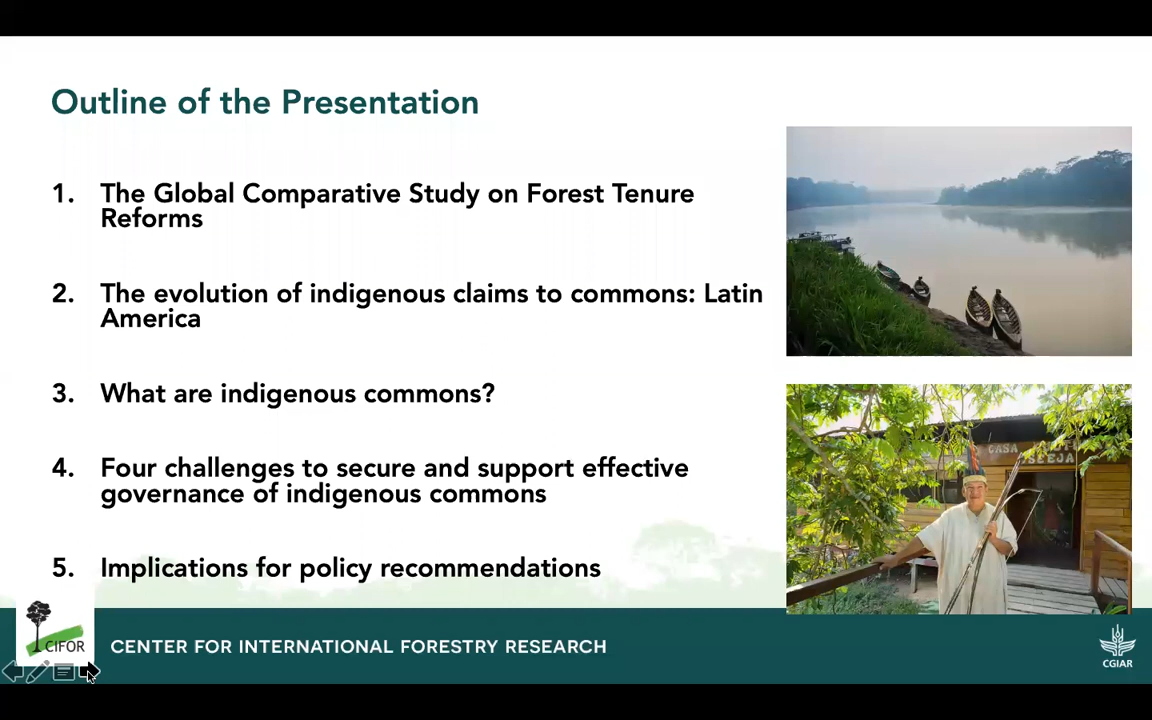 Outline of the Presentation
1. The Global Comparative Study on Forest Tenure
Reforms
2. The evolution of indigenous claims to commons: Latin
America
3. What are indigenous commons?
4. Four challenges to secure and support effective
governance of indigenous commons
5. Implications for policy recommendations
CASA
CIFOR
CENTER FOR INTERNATIONAL FORESTRY RESEARCH
CGIAR